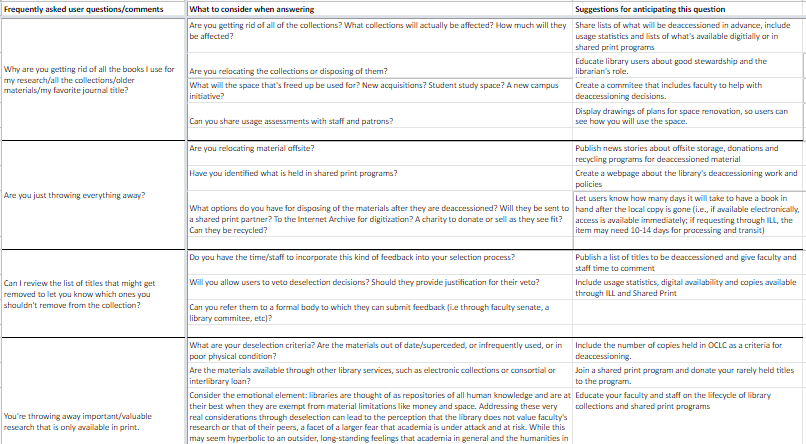 Frequently asked user questions/comments
What to consider when answering
Suggestions for anticipating this question
Why are you getting rid of all the books I use for
my research/all the collections/older
materials/my favorite journal title?
Are you getting rid of all of the collections? What collections will actually be affected? How much will they
be affected?
Share lists of what will be deaccessioned in advance, include
usage statistics and lists of what's available digitially or in
shared print programs
Are you relocating the collections or disposing of them?
Educate library users about good stewardship and the
librarian's role.
What will the space that's freed up be used for? New acquisitions? Student study space? A new campus
initiative?
Create a commitee that includes faculty to help with
deaccessioning decisions.
Can you share usage assessments with staff and patrons?
Display drawings of plans for space renovation, so users can
see how you will use the space.
Are you just throwing everything away?
Are you relocating material offsite?
Publish news stories about offsite storage, donations and
recycling programs for deaccessioned material
Have you identified what is held in shared print programs?
Create a webpage about the library's deaccessioning work and
policies
What options do you have for disposing of the materials after they are deaccessioned? Will they be sent to
a shared print partner? To the Internet Archive for digitization? A charity to donate or sell as they see fit?
Can they be recycled?
Let users know how many days it will take to have a book in
hand after the local copy is gone (i.e., if available electronically,
access is available immediately; if requesting through ILL, the
item may need 10-14 days for processing and transit)
Can I review the list of titles that might get
removed to let you know which ones you
shouldn't remove from the collection?
Do you have the time/staff to incorporate this kind of feedback into your selection process?
Publish a list of titles to be deaccessioned and give faculty and
staff time to comment
Will you allow users to veto deselection decisions? Should they provide justification for their veto?
Include usage statistics, digital availability and copies available
through ILL and Shared Print
Can you refer them to a formal body to which they can submit feedback (i.e through faculty senate, a
library commitee, etc)?
You're throwing away important/valuable
research that is only available in print.
What are your deselection criteria? Are the materials out of date/superceded, or infrequently used, or in
poor physical condition?
Include the number of copies held in OCLC as a criteria for
deaccessioning.
Are the materials available through other library services, such as electronic collections or consortial or
interlibrary loan?
Join a shared print program and donate your rarely held titles
to the program.
Consider the emotional element: libraries are thought of as repositories of all human knowledge and are at
their best when they are exempt from material limitations like money and space. Addressing these very
real considerations through deselection can lead to the perception that the library does not value faculty's
research or that of their peers, a facet of a larger fear that academia is under attack and at risk. While this
may seem hyperbolic to an outsider, long-standing feelings that academia in general and the humanities in
Educate your faculty and staff on the lifecycle of library
collections and shared print programs